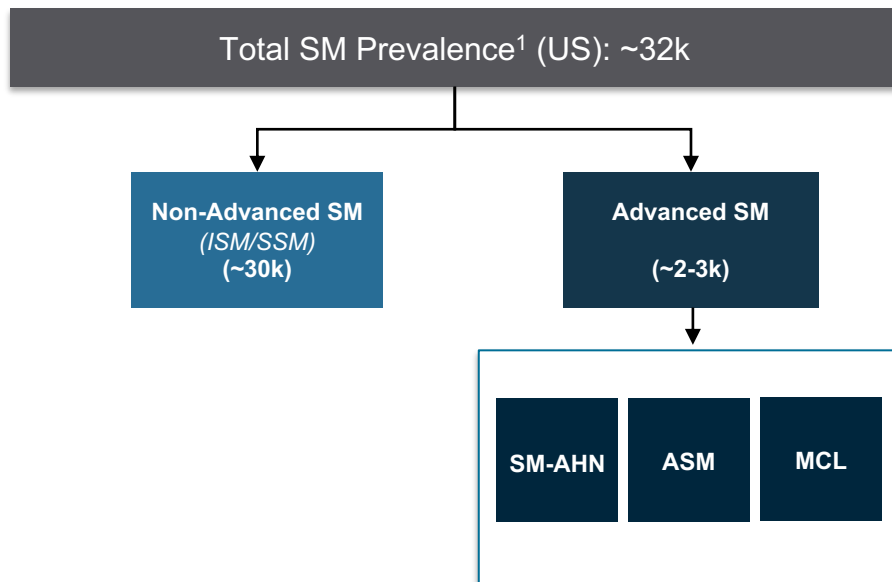 Total SM Prevalence¹ (US): ~32k
Non-Advanced SM
(ISM/SSM)
(~30k)
Advanced SM
(~2-3k)
SM-AHN
ASM
MCL